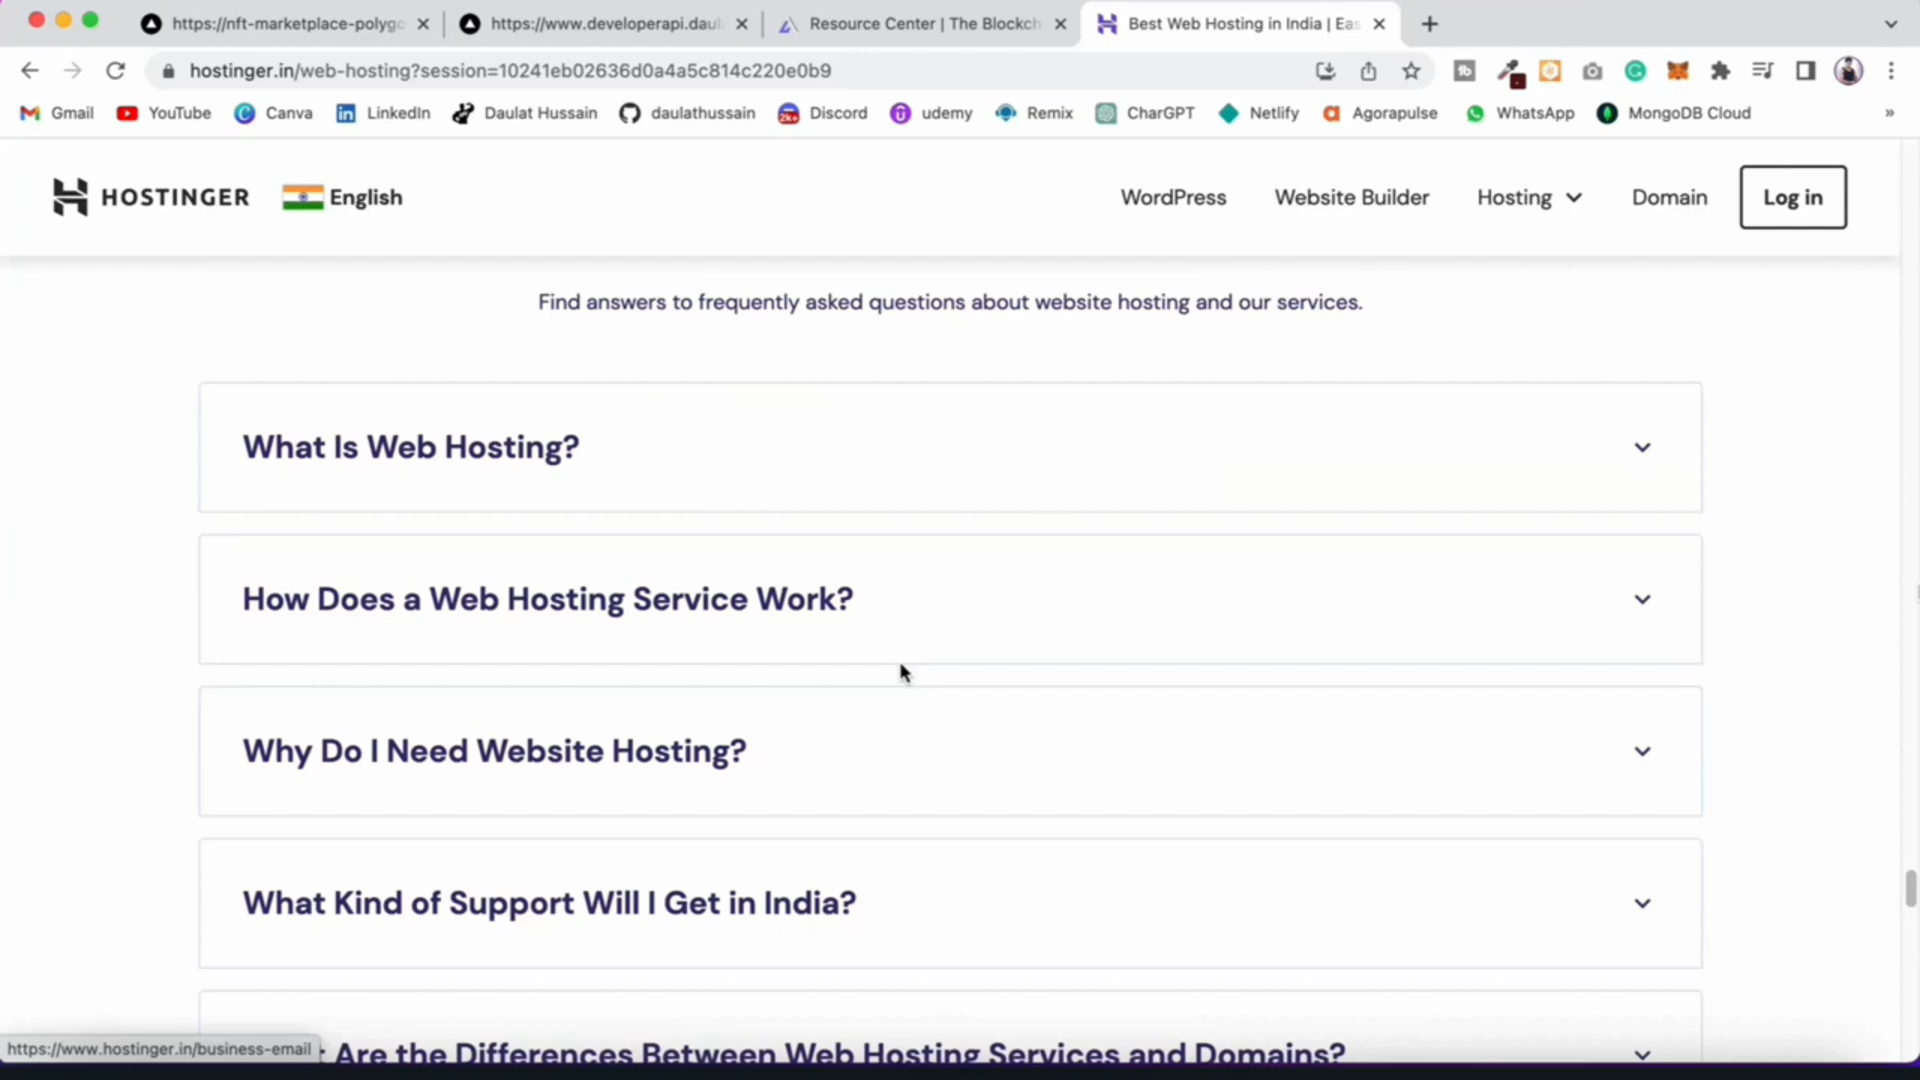 https://nft-marketplace-polygo
https://www.developerapi.daul
Resource Center | The Blockch
Best Web Hosting in India | Eas
hostinger.in/web-hosting?session=10241eb02636d0a4a5c814c220e0b9
Gmail
YouTube
Canva
LinkedIn
Daulat Hussain
daulathussain
Discord
udemy
Remix
CharGPT
Netlify
Agorapulse
WhatsApp
MongoDB Cloud
»
HOSTINGER
English
WordPress
Website Builder
Hosting
Domain
Log in
Find answers to frequently asked questions about website hosting and our services.
What Is Web Hosting?
How Does a Web Hosting Service Work?
Why Do I Need Website Hosting?
What Kind of Support Will I Get in India?
Are the Differences Between Web Hosting Services and Domains?
https://www.hostinger.in/business-email